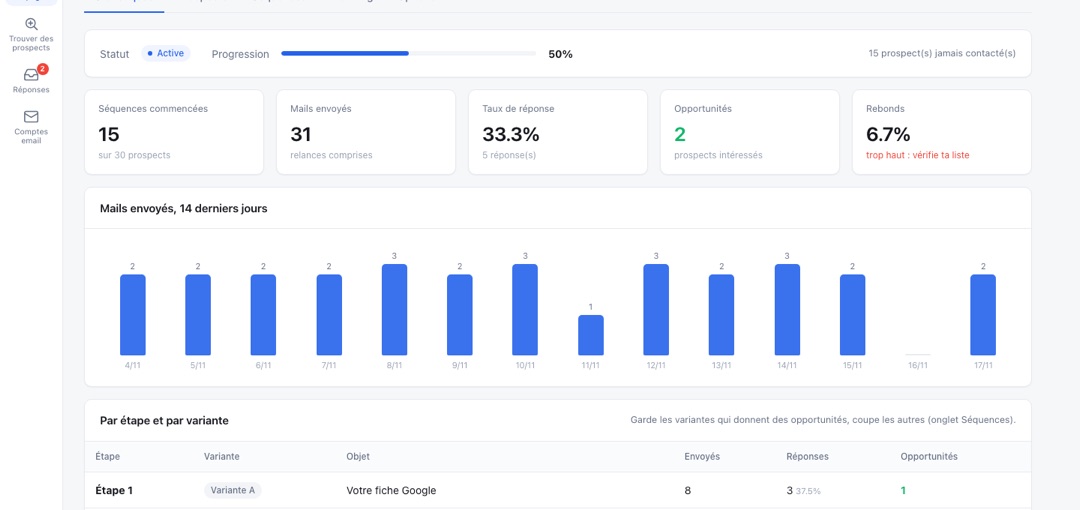 Trouver des
prospects
2
Réponses
Comptes
email
Statut Active Progression 50% 15 prospect(s) jamais contacté(s)
Séquences commencées
15
sur 30 prospects
Mails envoyés
31
relances comprises
Taux de réponse
33.3%
5 réponse(s)
Opportunités
2
prospects intéressés
Rebonds
6.7%
trop haut : vérifie ta liste
Mails envoyés, 14 derniers jours
2 2 2 2 3 2 3 1 3 2 3 2 2
4/11 5/11 6/11 7/11 8/11 9/11 10/11 11/11 12/11 13/11 14/11 15/11 16/11 17/11
Par étape et par variante Garde les variantes qui donnent des opportunités, coupe les autres (onglet Séquences).
Étape Variante Objet Envoyés Réponses Opportunités
Étape 1 Variante A Votre fiche Google 8 3 37.5% 1